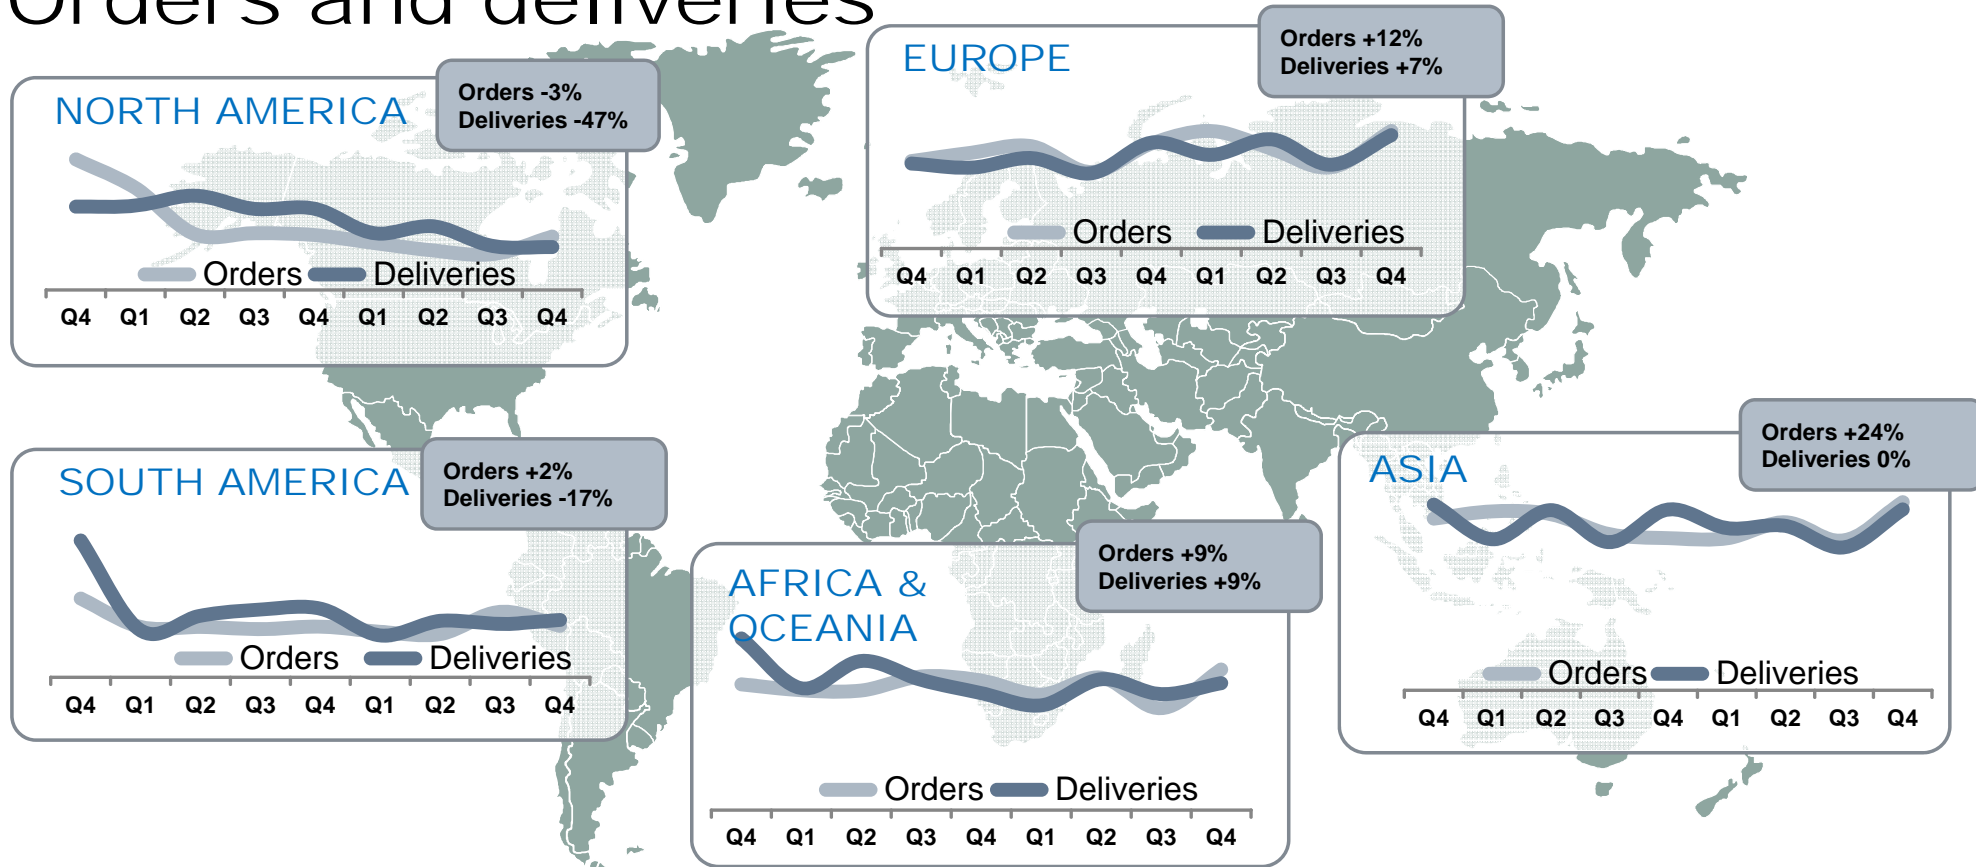 Orders and deliveries
NORTH AMERICA
Orders -3%
Deliveries -47%
Orders Deliveries
Q4 Q1 Q2 Q3 Q4 Q1 Q2 Q3 Q4
EUROPE
Orders +12%
Deliveries +7%
Orders Deliveries
Q4 Q1 Q2 Q3 Q4 Q1 Q2 Q3 Q4
SOUTH AMERICA
Orders +2%
Deliveries -17%
Orders Deliveries
Q4 Q1 Q2 Q3 Q4 Q1 Q2 Q3 Q4
AFRICA &
OCEANIA
Orders +9%
Deliveries +9%
Orders Deliveries
Q4 Q1 Q2 Q3 Q4 Q1 Q2 Q3 Q4
ASIA
Orders +24%
Deliveries 0%
Orders Deliveries
Q4 Q1 Q2 Q3 Q4 Q1 Q2 Q3 Q4